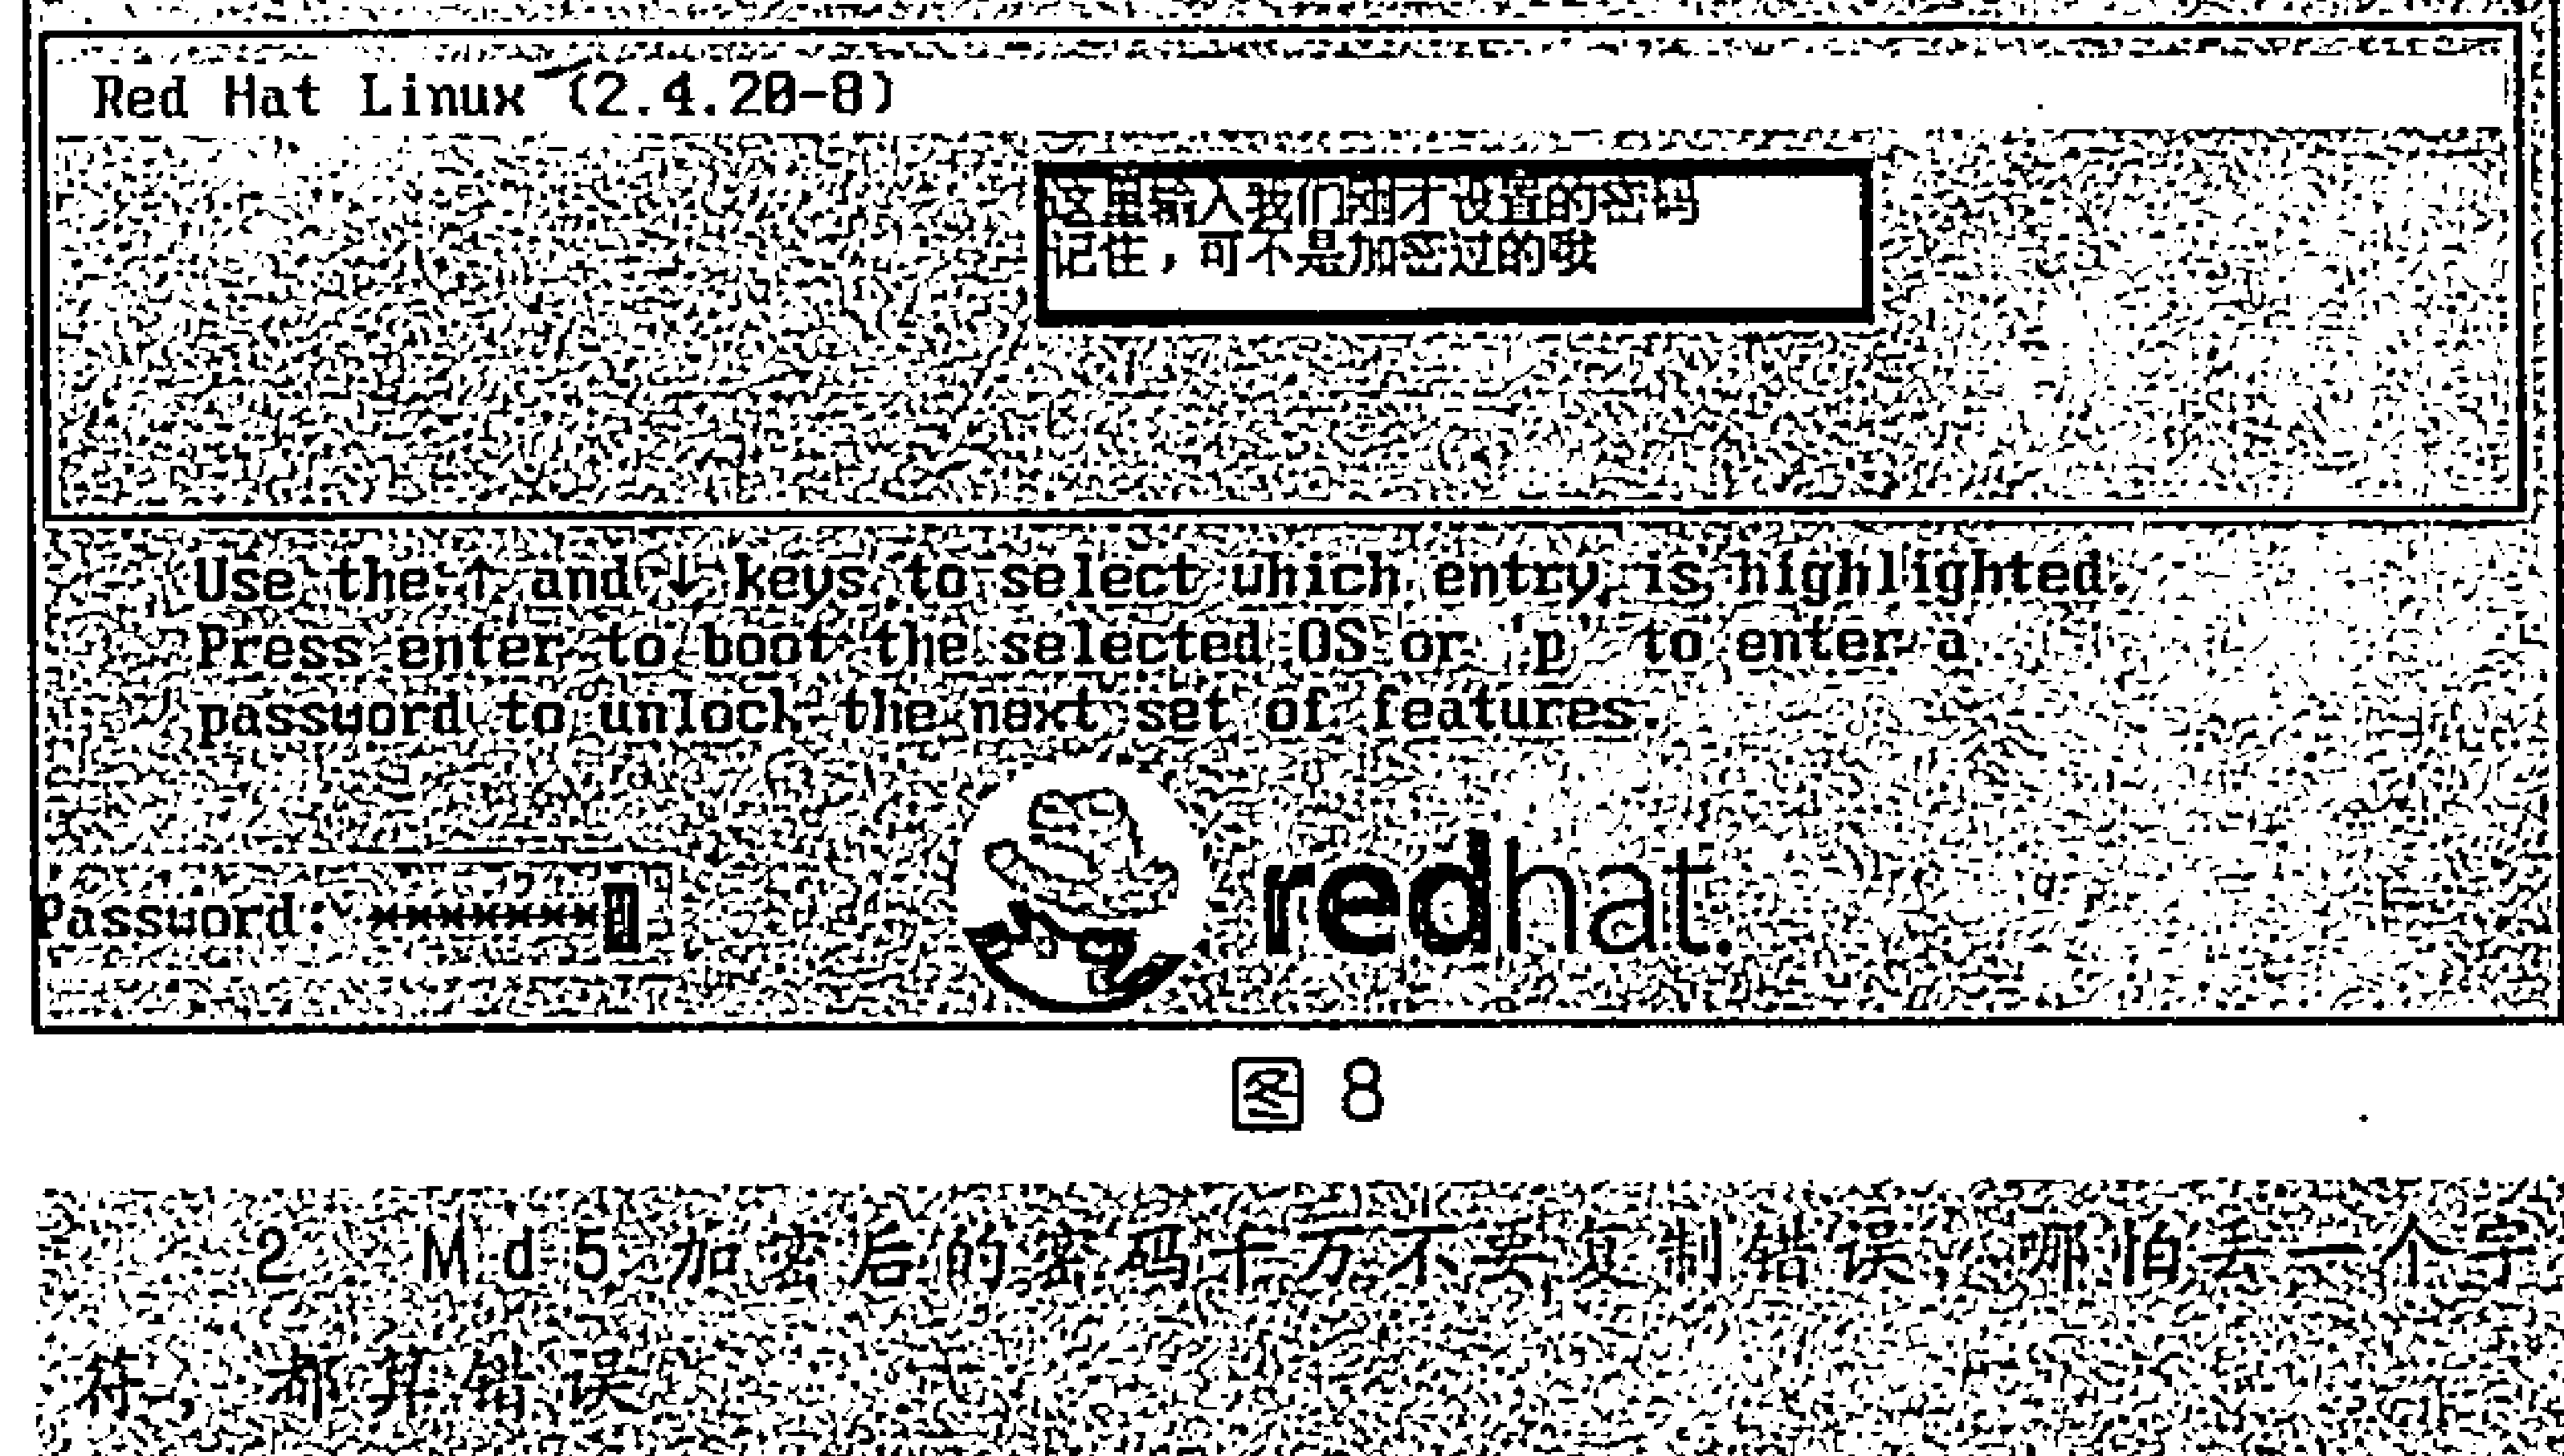 Red Hat Linux (2.4.20-8)
这里输入我们刚才设置的密码
记住，可不是加密过的哦
Use the ↑ and ↓ keys to select which entry is highlighted.
Press enter to boot the selected OS or 'p' to enter a
password to unlock the next set of features.
redhat.
Password: *******
图 8
2 Md5 加密后的密码千万不要复制错误，哪怕丢一个字
符，都算错误